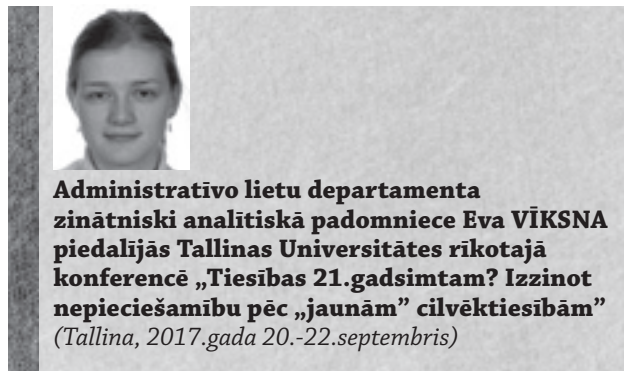 Administratīvo lietu departamenta
zinātniski analītiskā padomniece Eva VĪKSNA
piedalījās Tallinas Universitātes rīkotajā
konferencē „Tiesības 21.gadsimtam? Izzinot
nepieciešamību pēc „jaunām” cilvēktiesībām”
(Tallina, 2017.gada 20.-22.septembris)